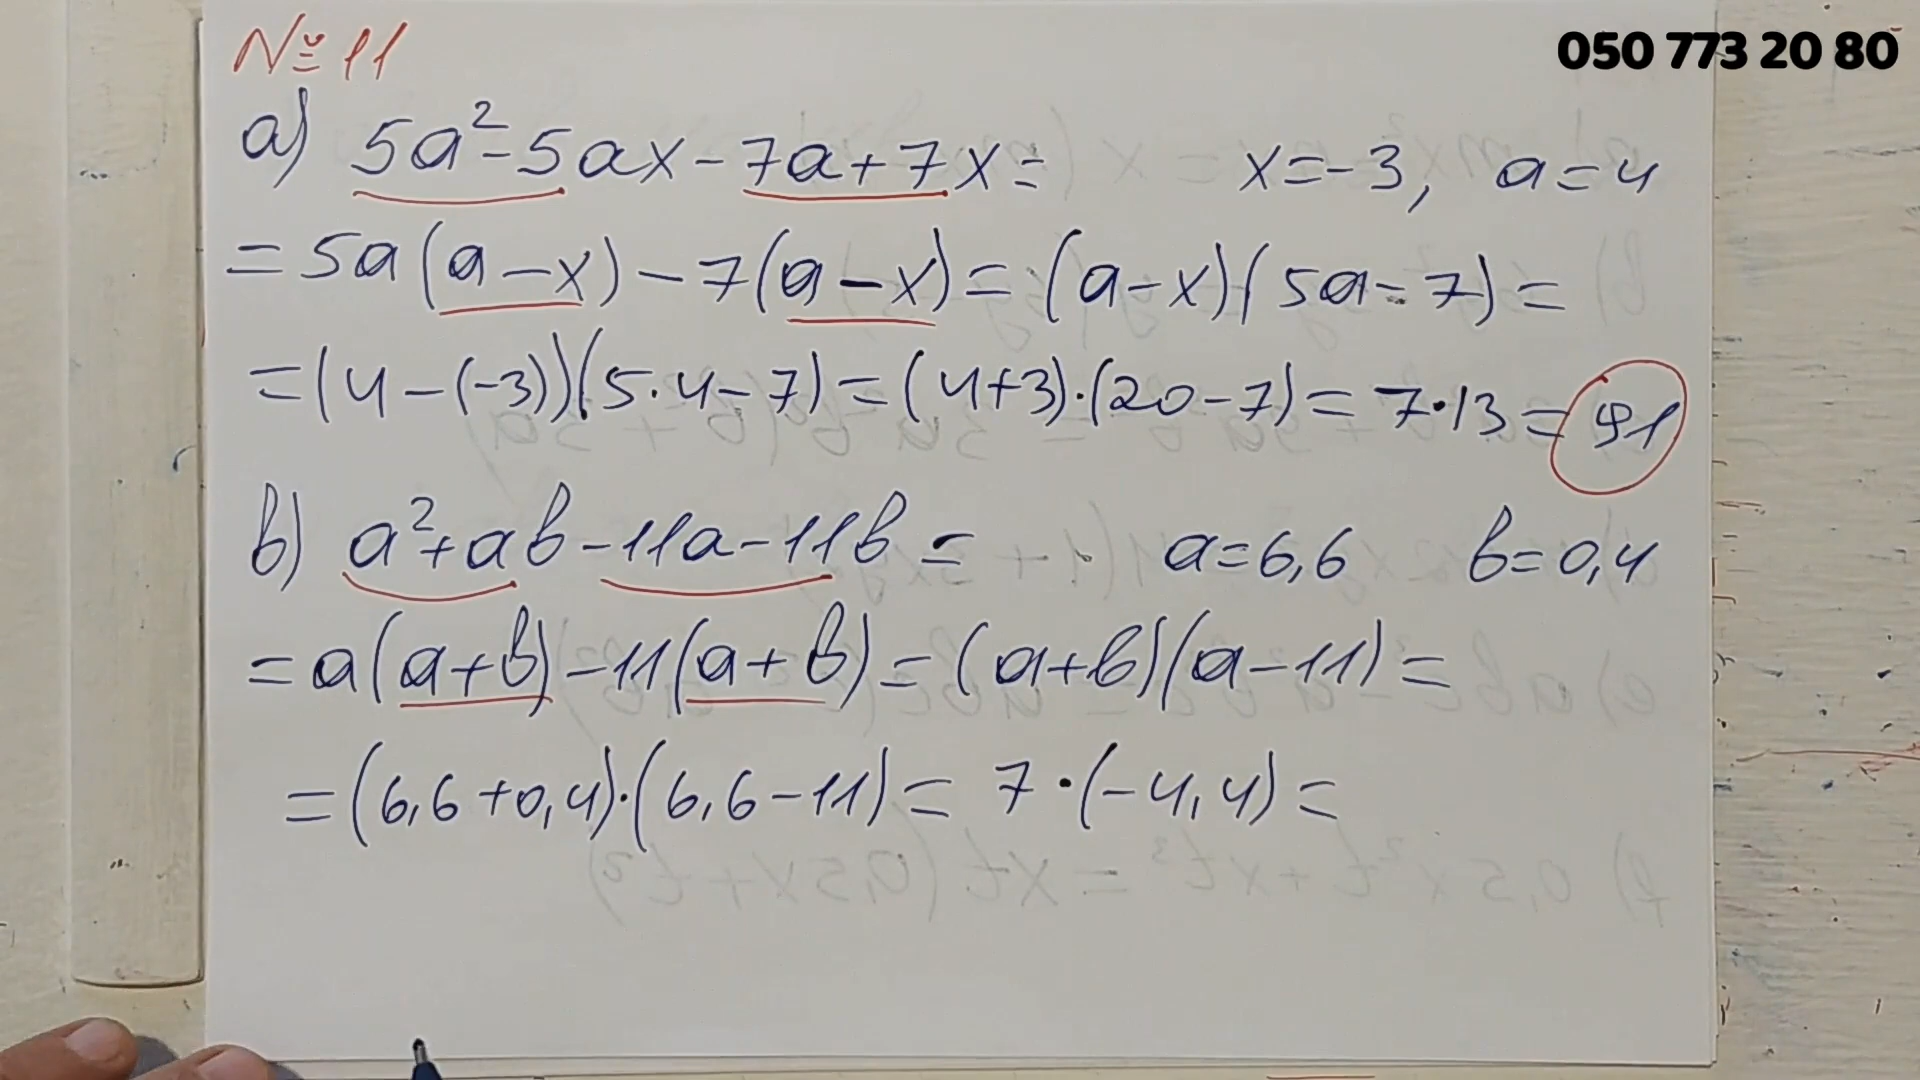 050 773 20 80
№ 11
a) 5a² - 5ax - 7a + 7x = x = -3, a = 4
= 5a(a - x) - 7(a - x) = (a - x)(5a - 7) =
= (4 - (-3))(5·4 - 7) = (4+3)·(20 - 7) = 7·13 = 91
b) a² + ab - 11a - 11b = a = 6,6 b = 0,4
= a(a + b) - 11(a + b) = (a + b)(a - 11) =
= (6,6 + 0,4)·(6,6 - 11) = 7·(-4,4) =